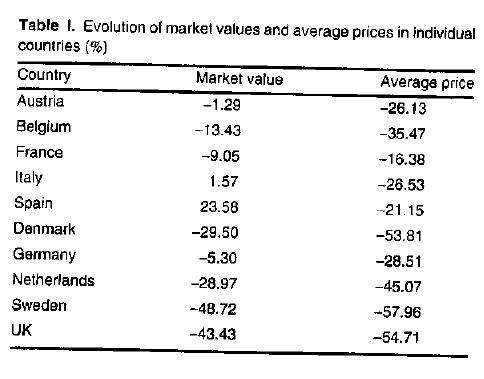 Table I. Evolution of market values and average prices in individual
countries (%)
Country Market value Average price
Austria −1.29 −26.13
Belgium −13.43 −35.47
France −9.05 −16.38
Italy 1.57 −26.53
Spain 23.58 −21.15
Denmark −29.50 −53.81
Germany −5.30 −28.51
Netherlands −28.97 −45.07
Sweden −48.72 −57.96
UK −43.43 −54.71